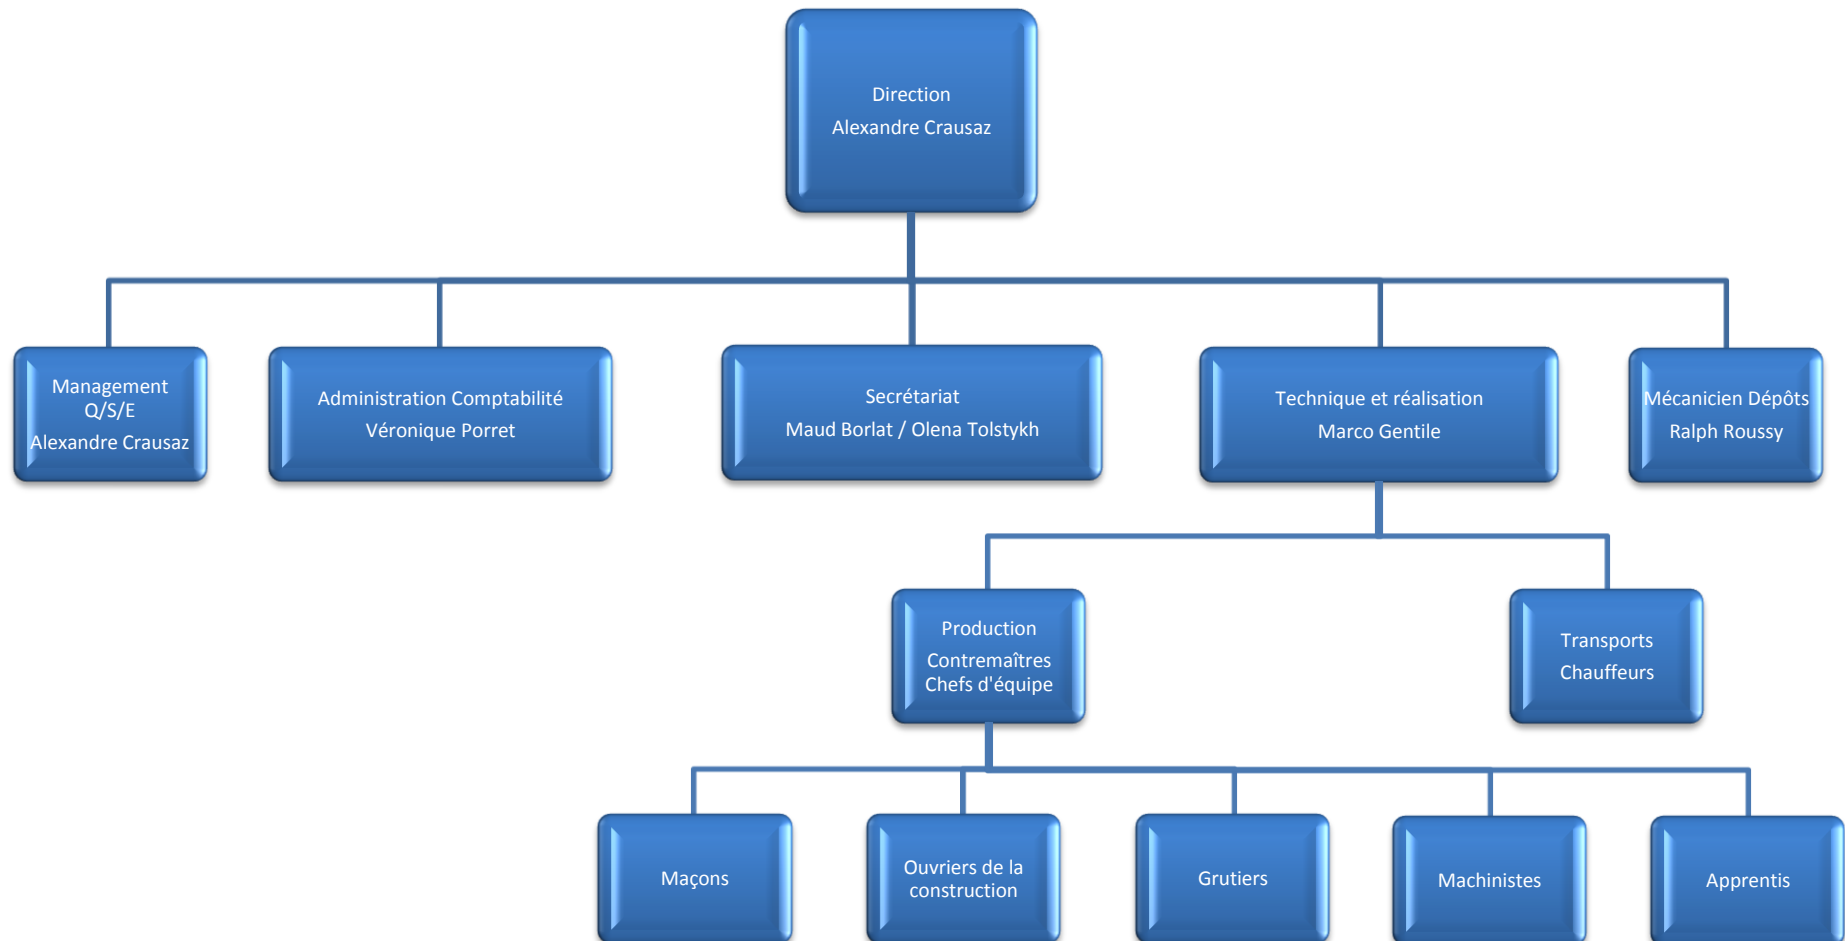 Direction
Alexandre Crausaz
Management
Q/S/E
Alexandre Crausaz
Administration Comptabilité
Véronique Porret
Secrétariat
Maud Borlat / Olena Tolstykh
Technique et réalisation
Marco Gentile
Mécanicien Dépôts
Ralph Roussy
Production
Contremaîtres
Chefs d'équipe
Transports
Chauffeurs
Maçons
Ouvriers de la
construction
Grutiers
Machinistes
Apprentis